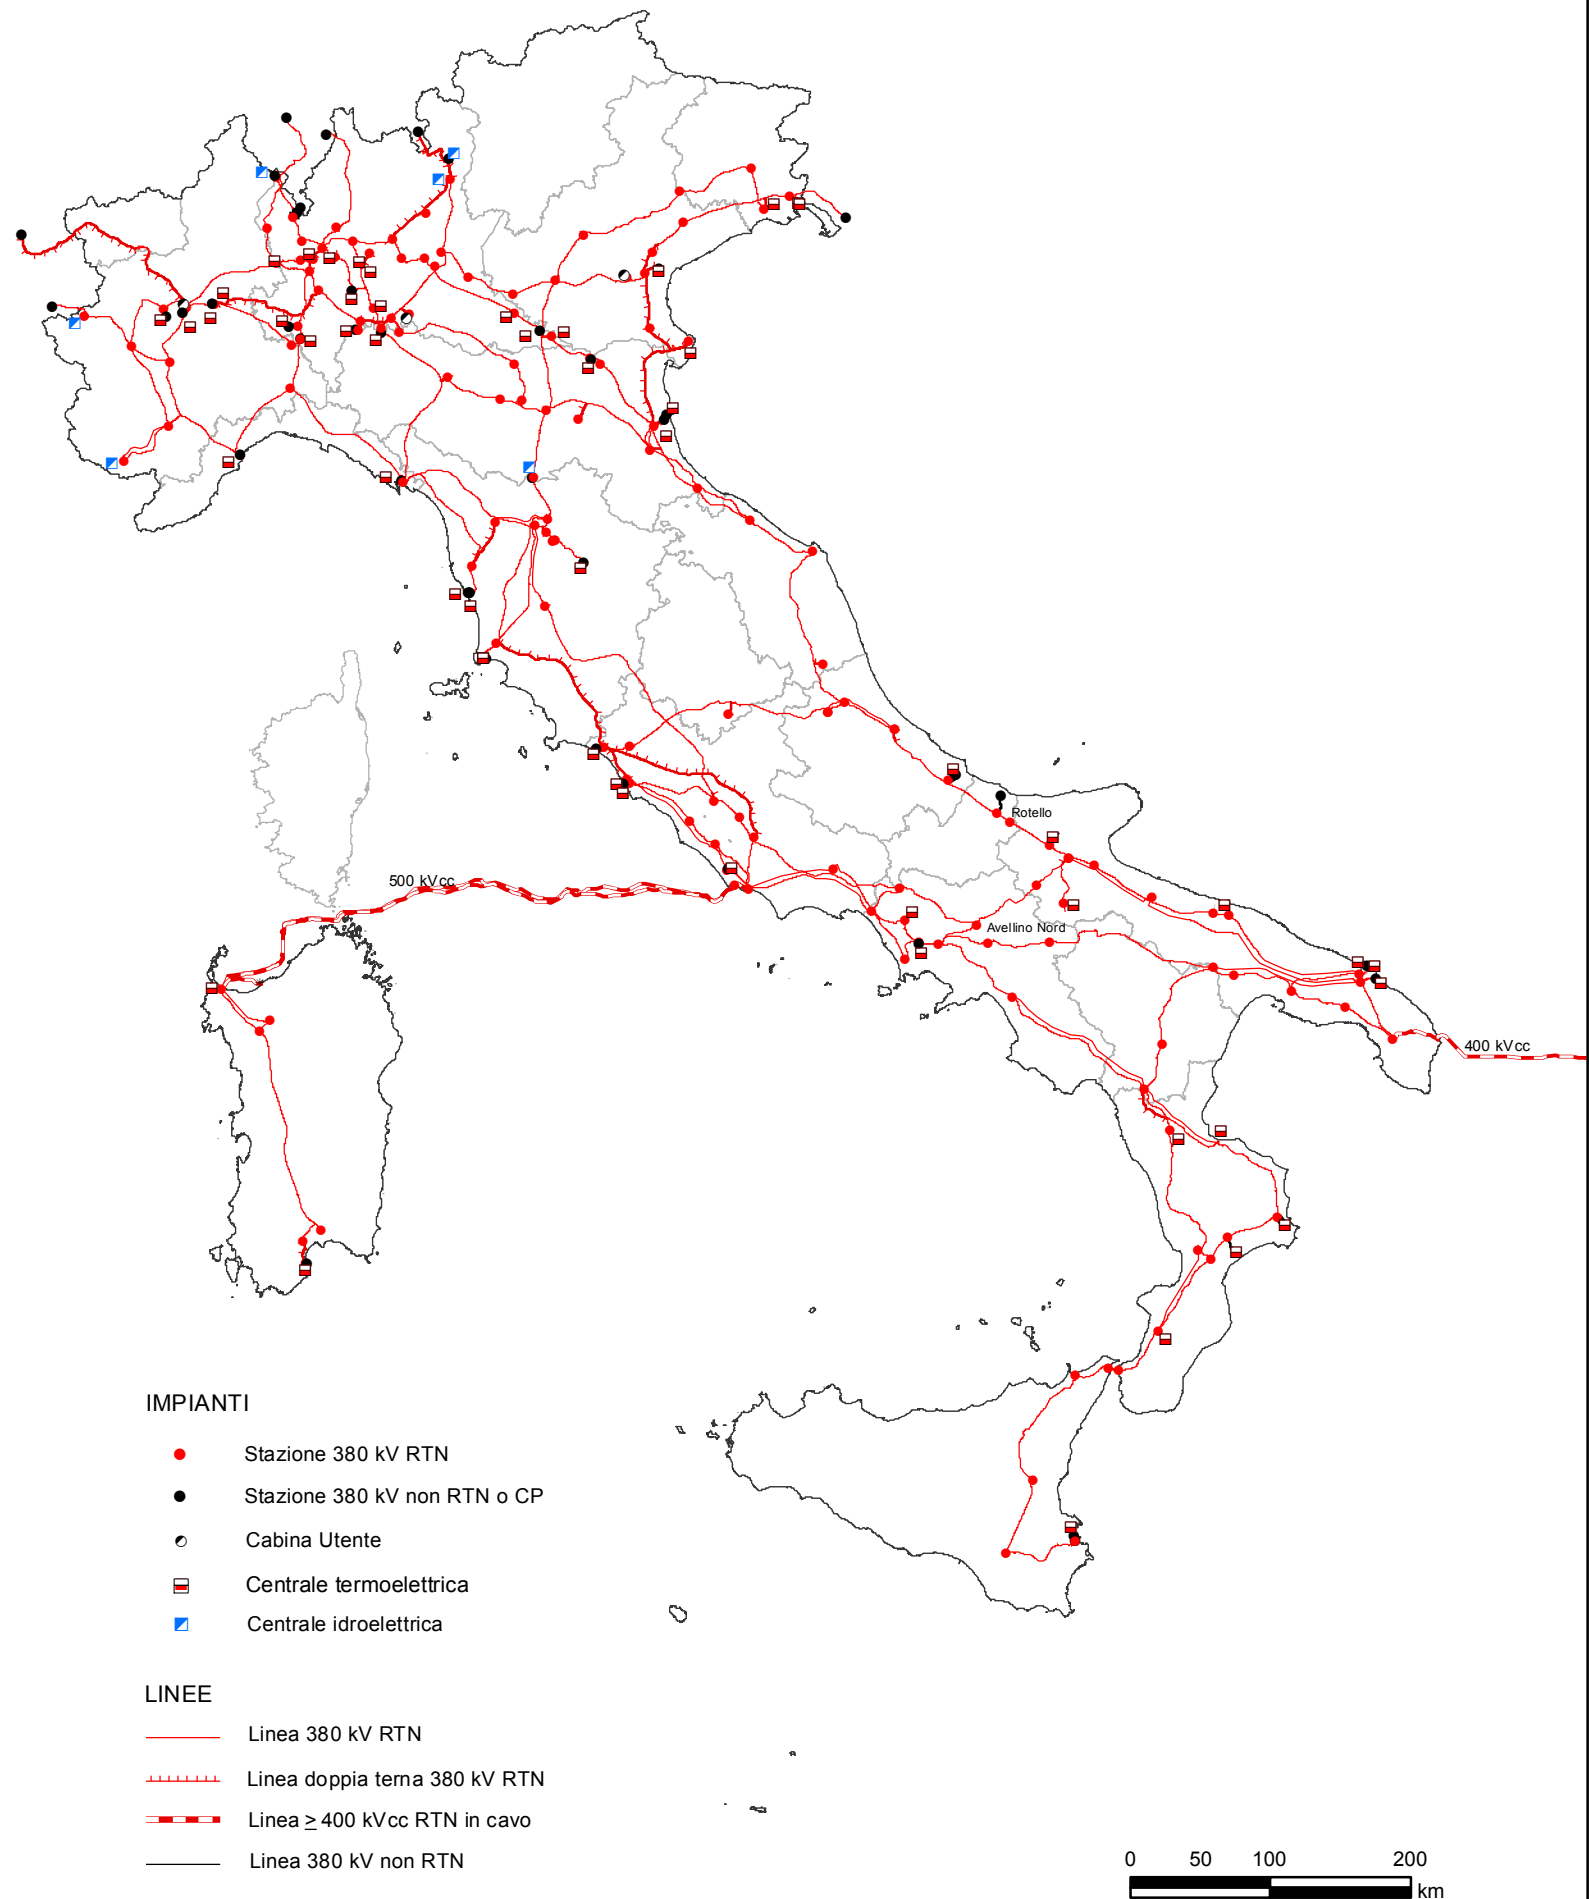 Rotello
500 kVcc
Avellino Nord
400 kVcc
IMPIANTI
Stazione 380 kV RTN
Stazione 380 kV non RTN o CP
Cabina Utente
Centrale termoelettrica
Centrale idroelettrica
LINEE
Linea 380 kV RTN
Linea doppia terna 380 kV RTN
Linea ≥ 400 kVcc RTN in cavo
Linea 380 kV non RTN
0 50 100 200
km